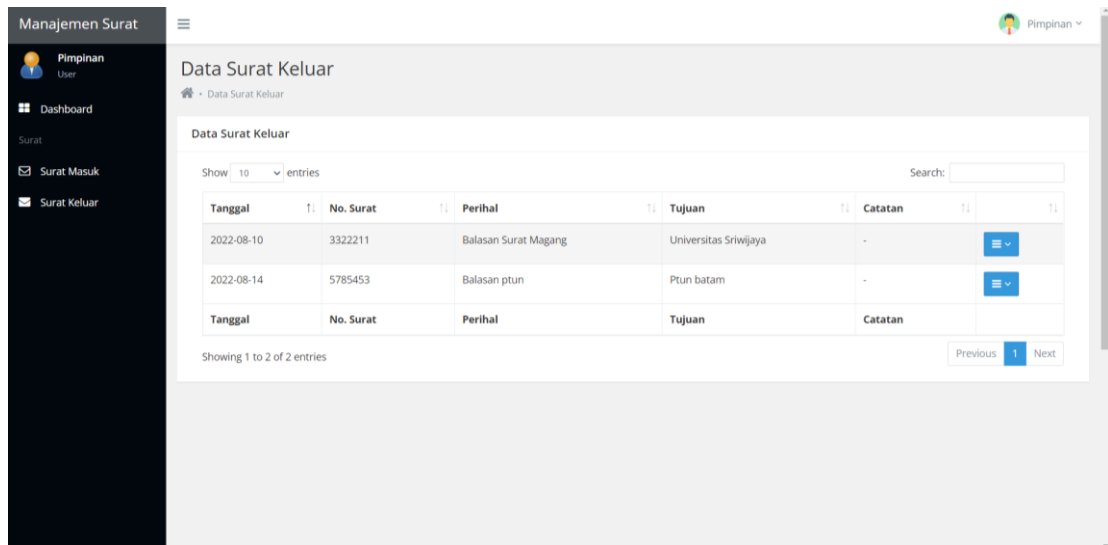 Manajemen Surat
Pimpinan
Pimpinan
User
Dashboard
Surat
Surat Masuk
Surat Keluar
Data Surat Keluar
Data Surat Keluar
Data Surat Keluar
Show 10 entries Search:
Tanggal No. Surat Perihal Tujuan Catatan
2022-08-10 3322211 Balasan Surat Magang Universitas Sriwijaya -
2022-08-14 5785453 Balasan ptun Ptun batam -
Tanggal No. Surat Perihal Tujuan Catatan
Showing 1 to 2 of 2 entries Previous 1 Next